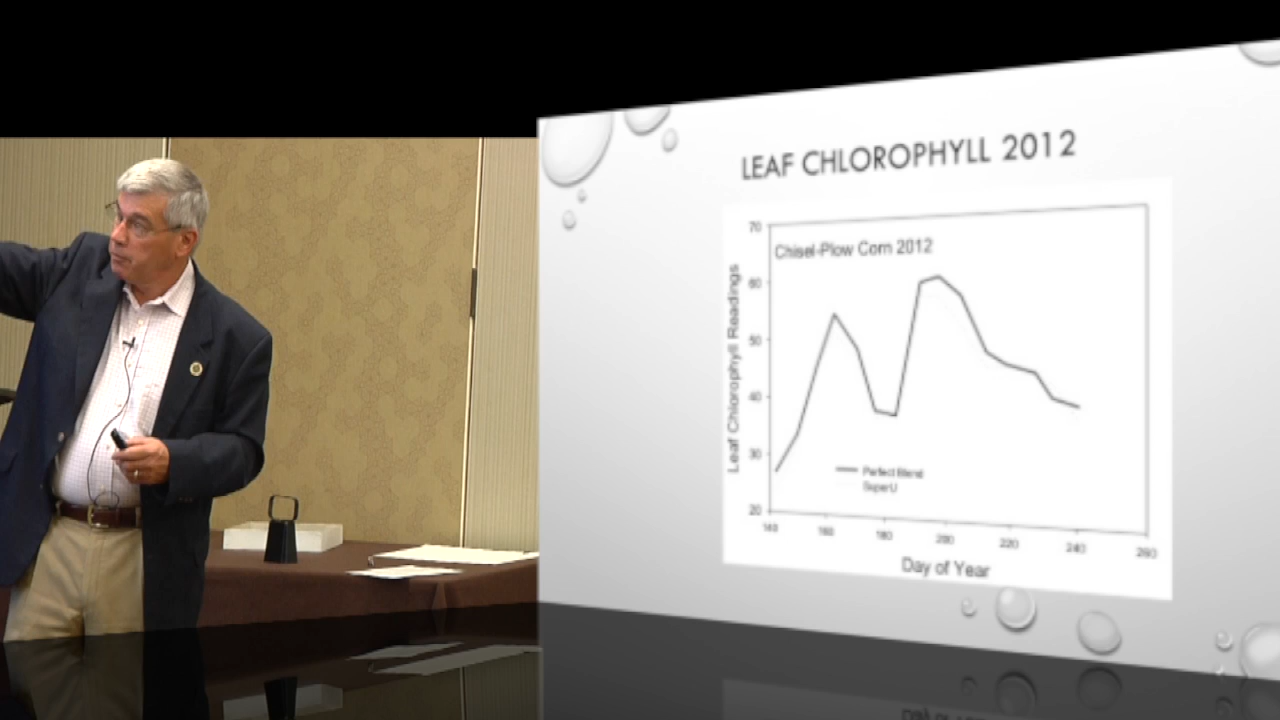 LEAF CHLOROPHYLL 2012
70
Chisel-Plow Corn 2012
60
50
40
30
20
Leaf Chlorophyll Readings
Perfect Blend
SuperU
140 160 180 200 220 240 260
Day of Year